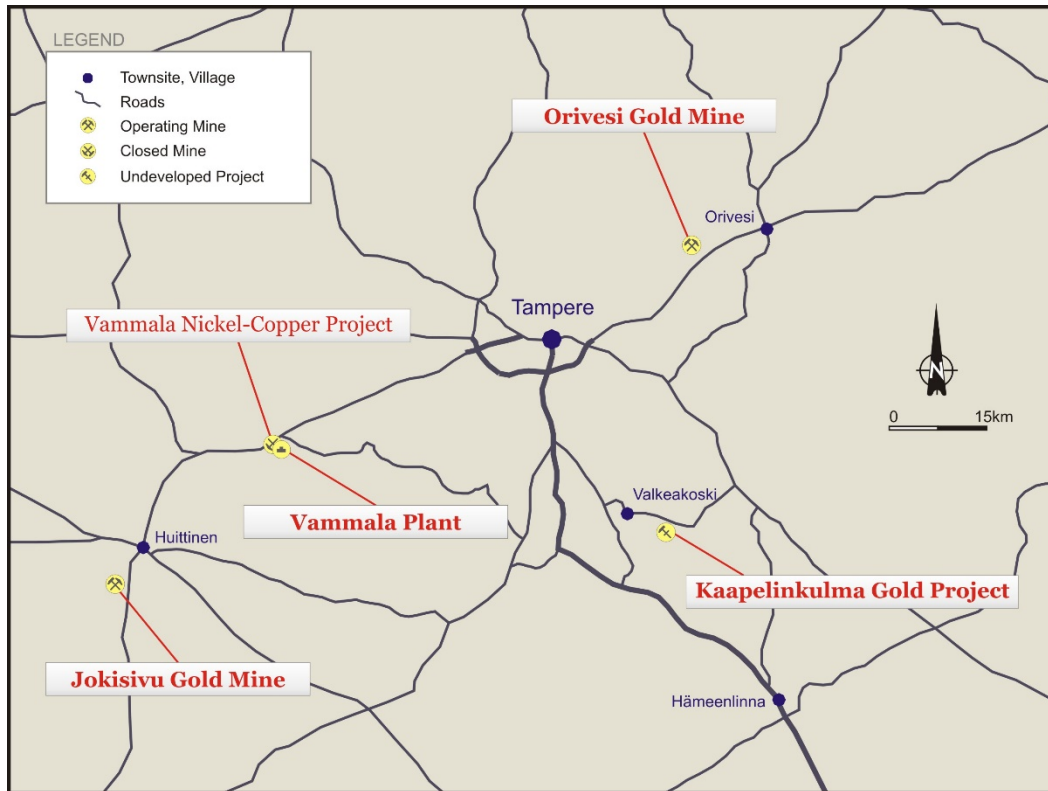 LEGEND
Townsite, Village
Roads
Operating Mine
Closed Mine
Undeveloped Project
Orivesi Gold Mine
Orivesi
Tampere
Vammala Nickel-Copper Project
N
0 15km
Valkeakoski
Vammala Plant
Huittinen
Kaapelinkulma Gold Project
Jokisivu Gold Mine
Hämeenlinna